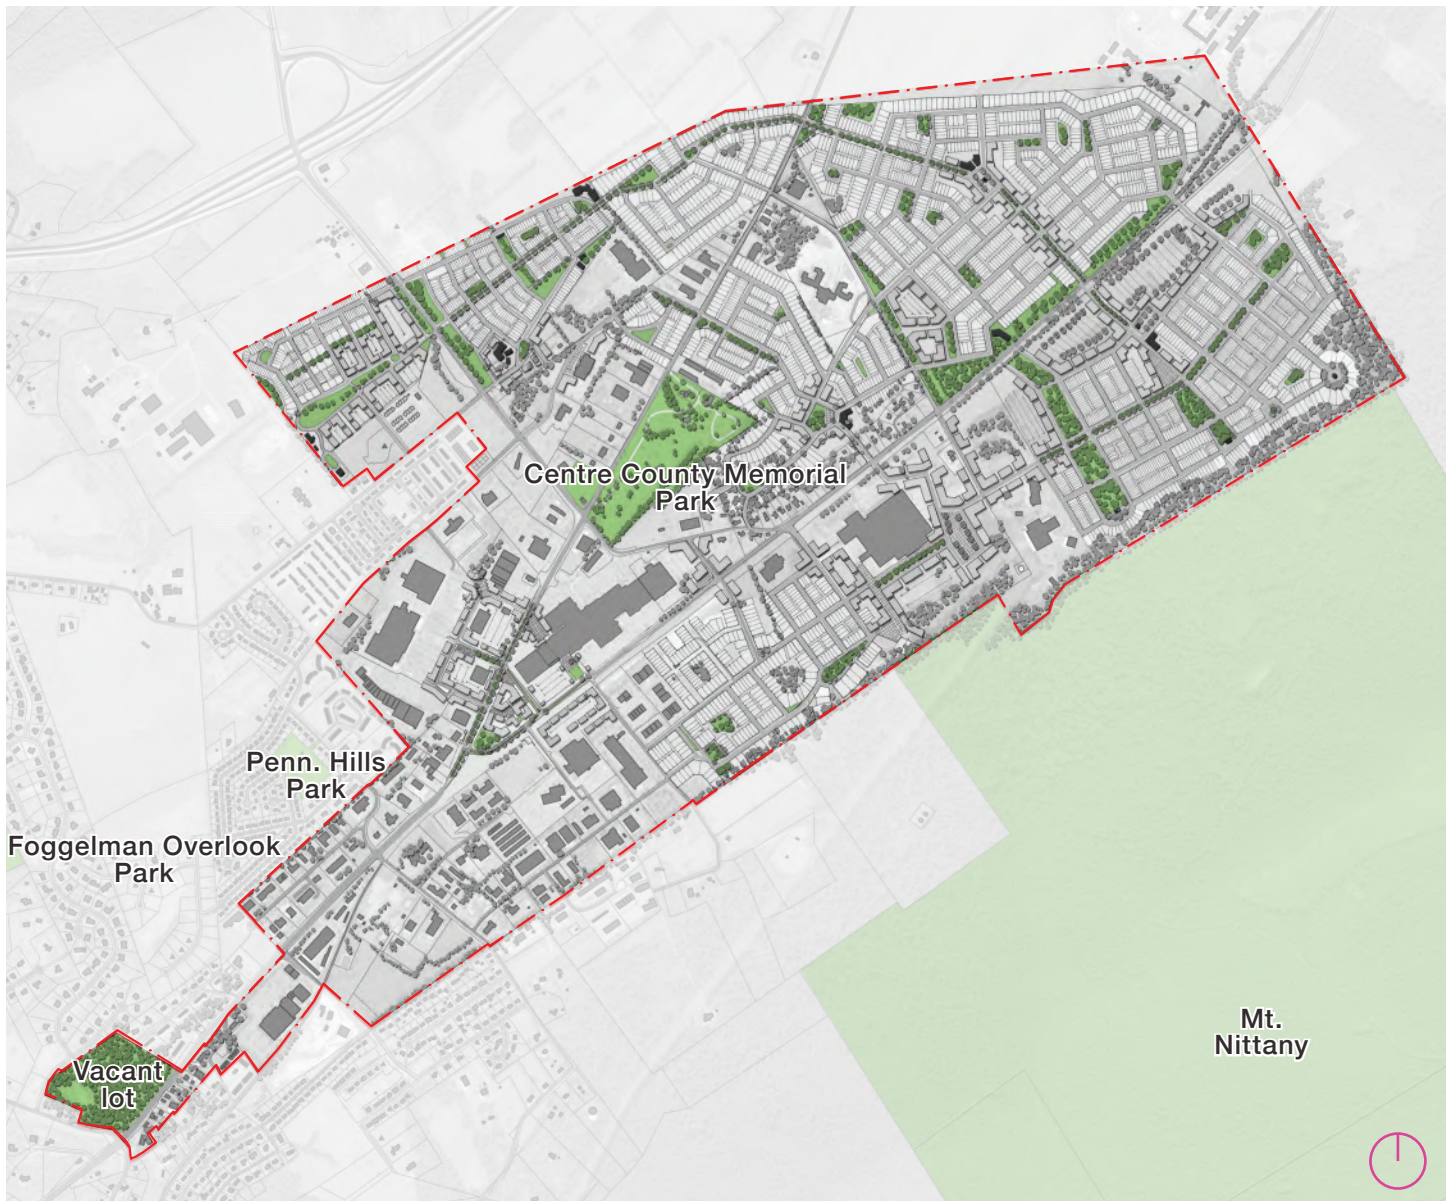 Centre County Memorial
Park
Penn. Hills
Park
Foggelman Overlook
Park
Mt.
Nittany
Vacant
lot